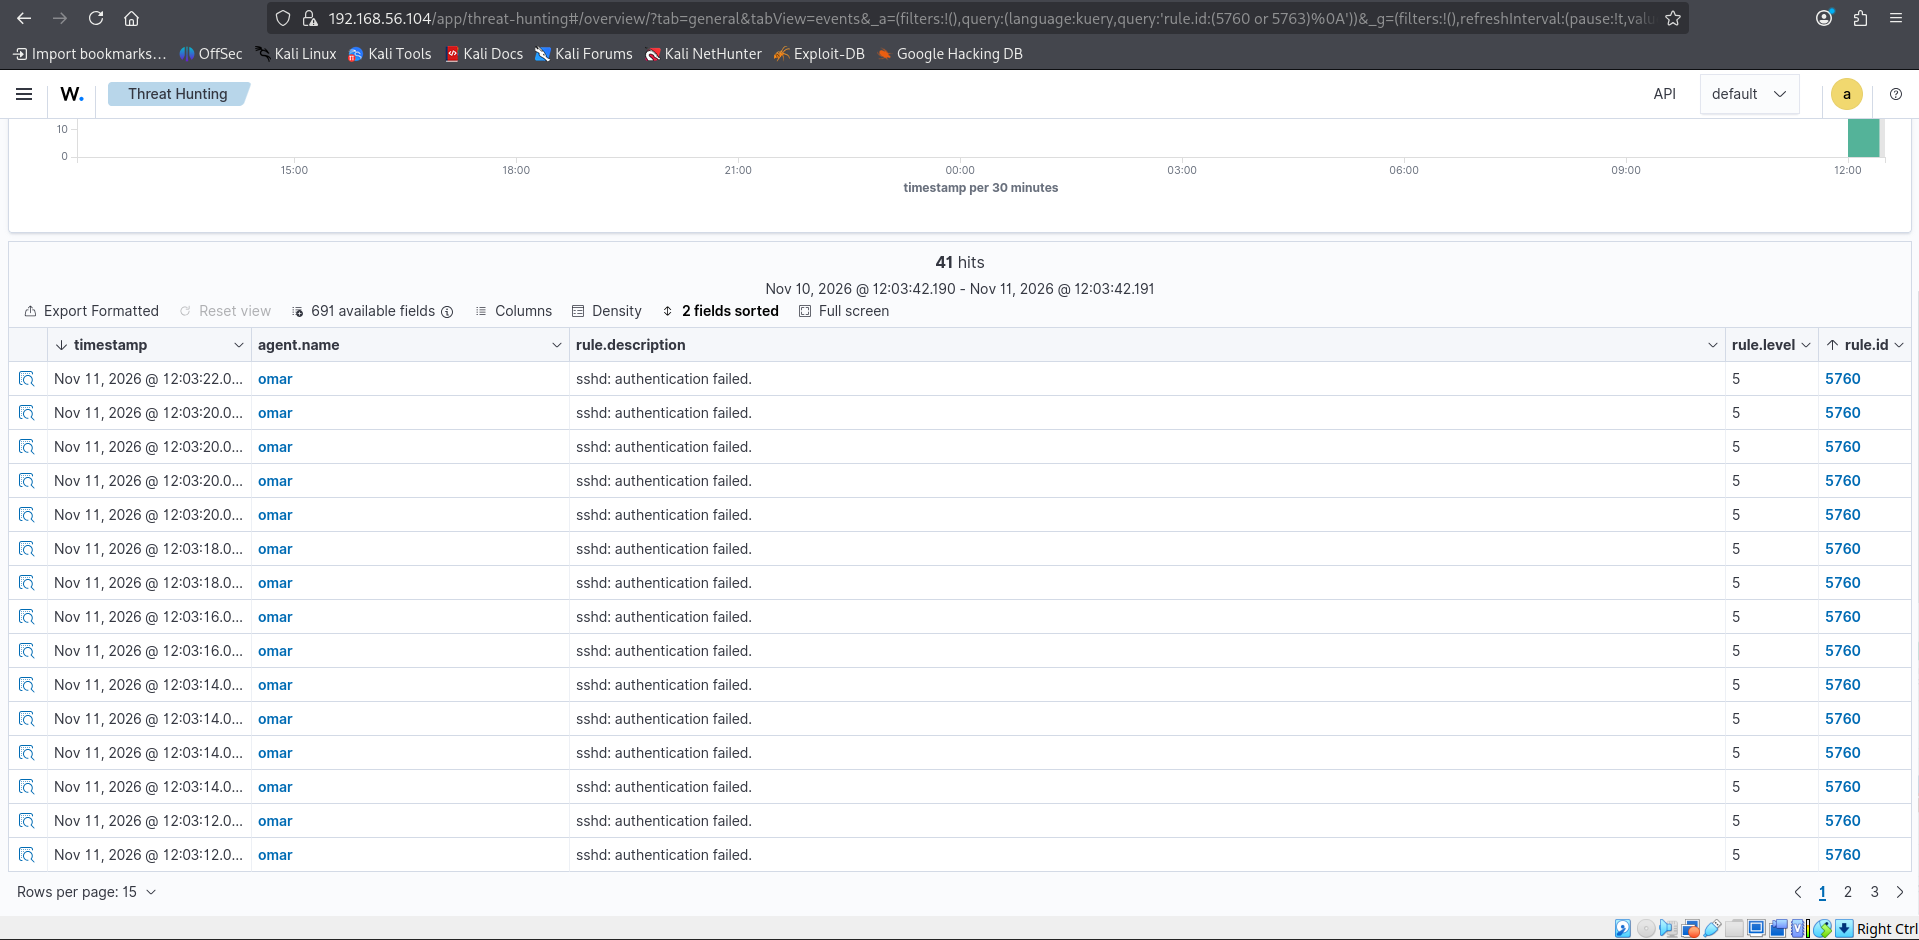 192.168.56.104/app/threat-hunting#/overview/?tab=general&tabView=events&_a=(filters:!(),query:(language:kuery,query:'rule.id:(5760 or 5763)%0A'))&_g=(filters:!(),refreshInterval:(pause:!t,valu
Import bookmarks... OffSec Kali Linux Kali Tools Kali Docs Kali Forums Kali NetHunter Exploit-DB Google Hacking DB
W. Threat Hunting API default a
10
0
15:00 18:00 21:00 00:00 03:00 06:00 09:00 12:00
timestamp per 30 minutes
41 hits
Nov 10, 2026 @ 12:03:42.190 - Nov 11, 2026 @ 12:03:42.191
Export Formatted Reset view 691 available fields Columns Density 2 fields sorted Full screen
timestamp agent.name rule.description rule.level rule.id
Nov 11, 2026 @ 12:03:22.0... omar sshd: authentication failed. 5 5760
Nov 11, 2026 @ 12:03:20.0... omar sshd: authentication failed. 5 5760
Nov 11, 2026 @ 12:03:20.0... omar sshd: authentication failed. 5 5760
Nov 11, 2026 @ 12:03:20.0... omar sshd: authentication failed. 5 5760
Nov 11, 2026 @ 12:03:20.0... omar sshd: authentication failed. 5 5760
Nov 11, 2026 @ 12:03:18.0... omar sshd: authentication failed. 5 5760
Nov 11, 2026 @ 12:03:18.0... omar sshd: authentication failed. 5 5760
Nov 11, 2026 @ 12:03:16.0... omar sshd: authentication failed. 5 5760
Nov 11, 2026 @ 12:03:16.0... omar sshd: authentication failed. 5 5760
Nov 11, 2026 @ 12:03:14.0... omar sshd: authentication failed. 5 5760
Nov 11, 2026 @ 12:03:14.0... omar sshd: authentication failed. 5 5760
Nov 11, 2026 @ 12:03:14.0... omar sshd: authentication failed. 5 5760
Nov 11, 2026 @ 12:03:14.0... omar sshd: authentication failed. 5 5760
Nov 11, 2026 @ 12:03:12.0... omar sshd: authentication failed. 5 5760
Nov 11, 2026 @ 12:03:12.0... omar sshd: authentication failed. 5 5760
Rows per page: 15 1 2 3
Right Ctrl